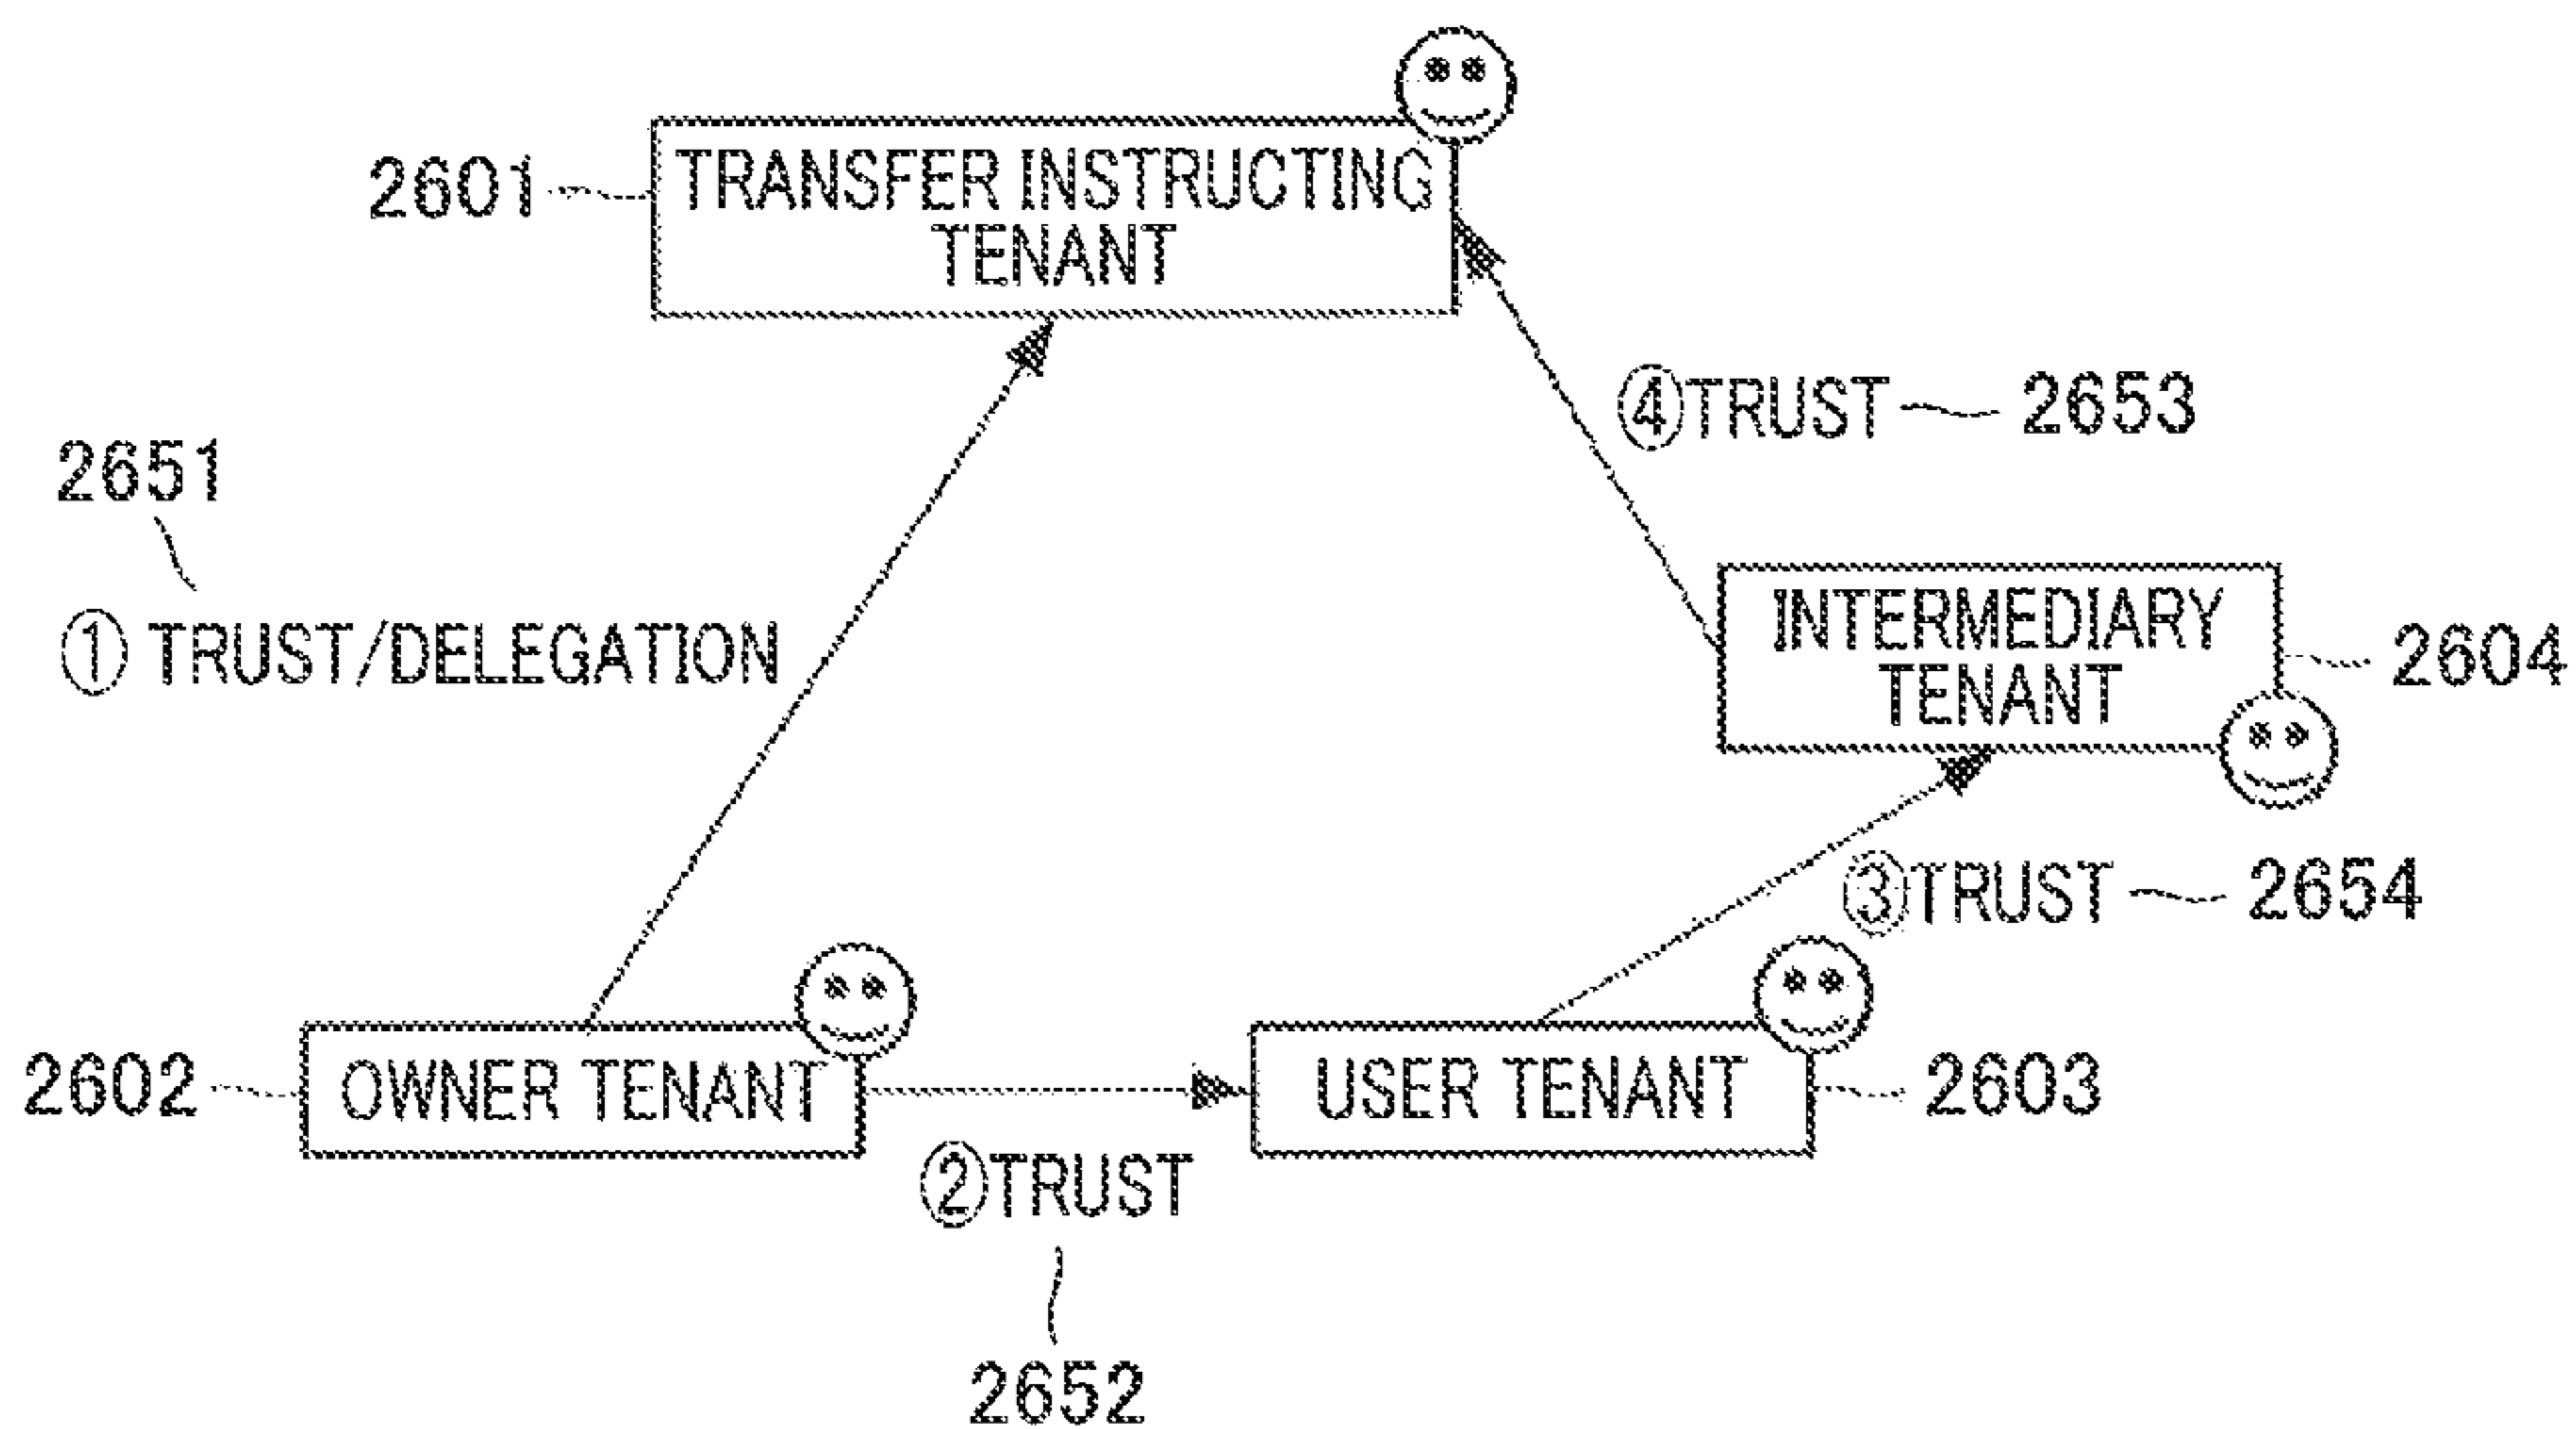 2601
TRANSFER INSTRUCTING
TENANT
④TRUST
2653
2651
① TRUST/DELEGATION
INTERMEDIARY
TENANT
2604
③TRUST
2654
2602
OWNER TENANT
USER TENANT
2603
②TRUST
2652